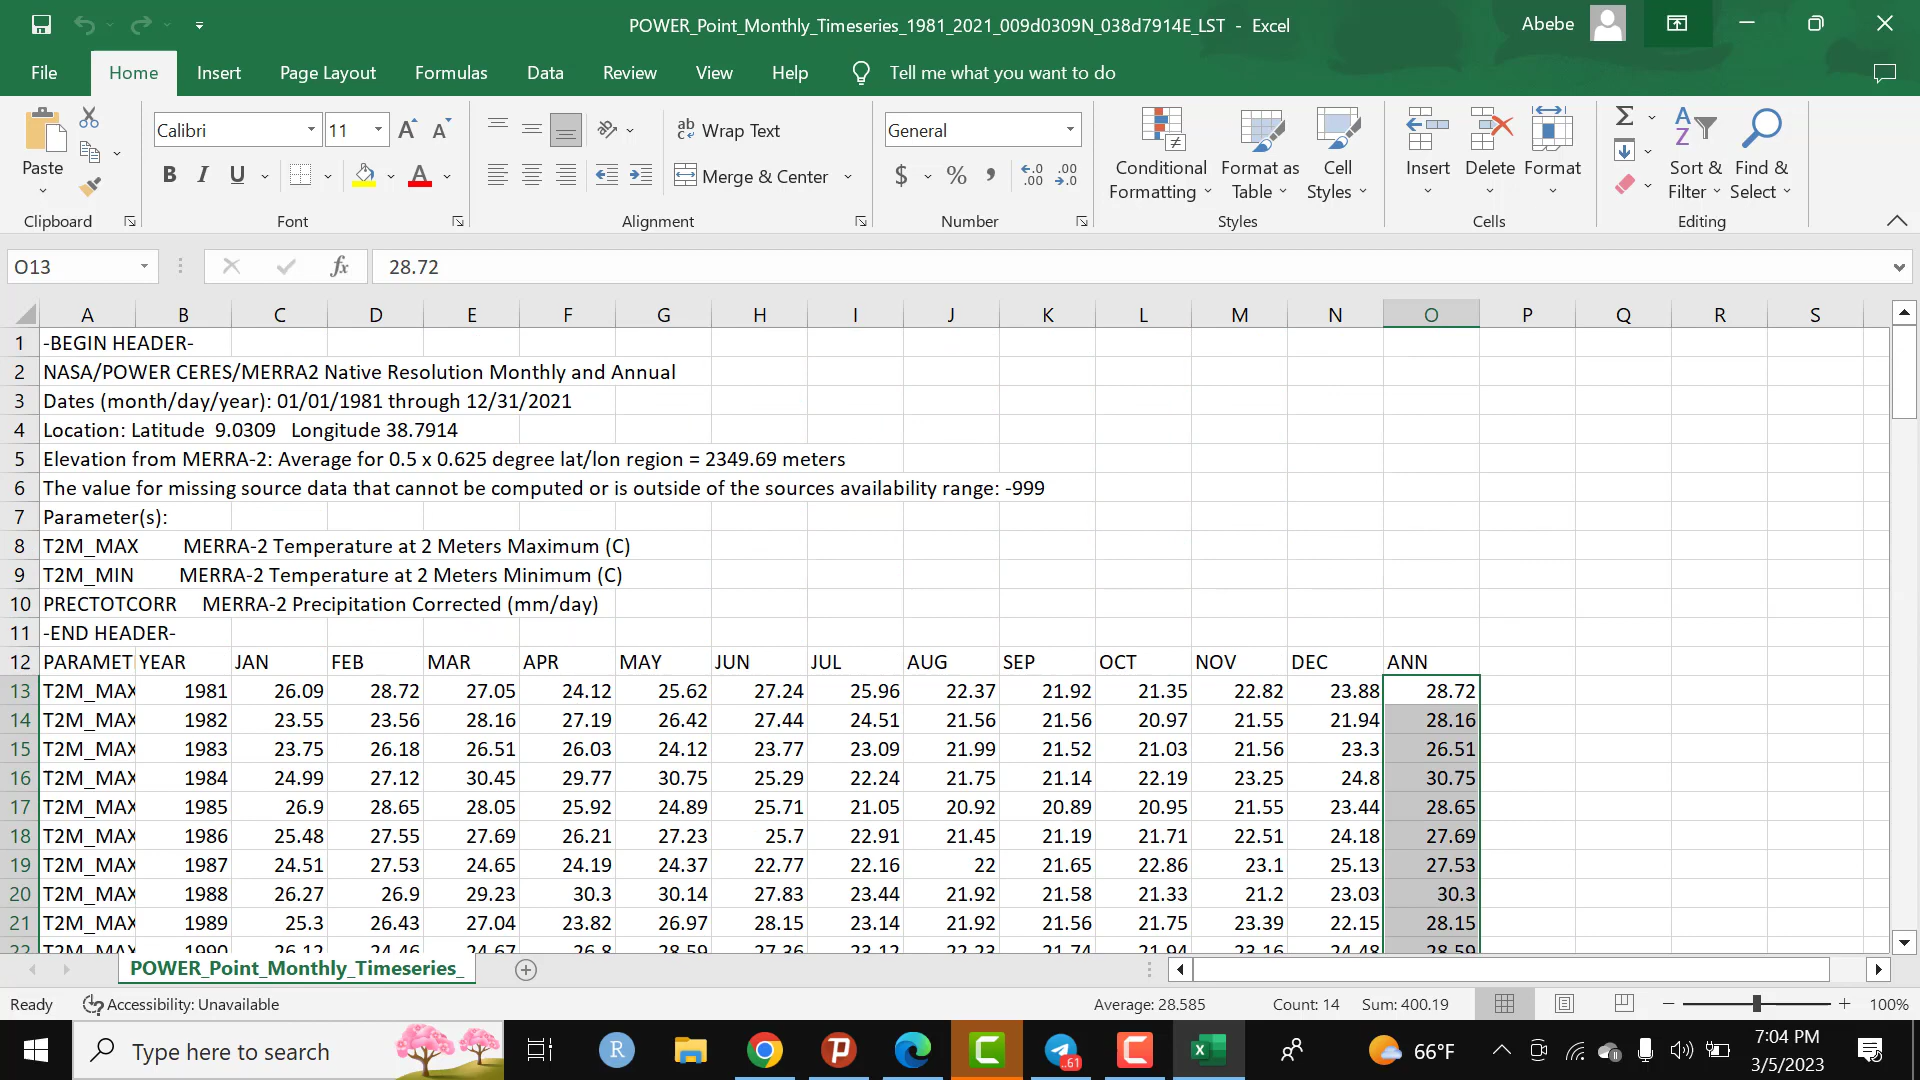 POWER_Point_Monthly_Timeseries_1981_2021_009d0309N_038d7914E_LST - Excel
Abebe
File Home Insert Page Layout Formulas Data Review View Help Tell me what you want to do
Calibri 11
ab Wrap Text
General
Paste
B I U A
Merge & Center
$ % , .0 .00 .00 .0
Conditional Formatting
Format as Table
Cell Styles
Insert Delete Format
Sort & Filter
Find & Select
Clipboard Font Alignment Number Styles Cells Editing
O13 fx 28.72
A B C D E F G H I J K L M N O P Q R S
1 -BEGIN HEADER-
2 NASA/POWER CERES/MERRA2 Native Resolution Monthly and Annual
3 Dates (month/day/year): 01/01/1981 through 12/31/2021
4 Location: Latitude 9.0309 Longitude 38.7914
5 Elevation from MERRA-2: Average for 0.5 x 0.625 degree lat/lon region = 2349.69 meters
6 The value for missing source data that cannot be computed or is outside of the sources availability range: -999
7 Parameter(s):
8 T2M_MAX MERRA-2 Temperature at 2 Meters Maximum (C)
9 T2M_MIN MERRA-2 Temperature at 2 Meters Minimum (C)
10 PRECTOTCORR MERRA-2 Precipitation Corrected (mm/day)
11 -END HEADER-
12 PARAMET YEAR JAN FEB MAR APR MAY JUN JUL AUG SEP OCT NOV DEC ANN
13 T2M_MAX 1981 26.09 28.72 27.05 24.12 25.62 27.24 25.96 22.37 21.92 21.35 22.82 23.88 28.72
14 T2M_MAX 1982 23.55 23.56 28.16 27.19 26.42 27.44 24.51 21.56 21.56 20.97 21.55 21.94 28.16
15 T2M_MAX 1983 23.75 26.18 26.51 26.03 24.12 23.77 23.09 21.99 21.52 21.03 21.56 23.3 26.51
16 T2M_MAX 1984 24.99 27.12 30.45 29.77 30.75 25.29 22.24 21.75 21.14 22.19 23.25 24.8 30.75
17 T2M_MAX 1985 26.9 28.65 28.05 25.92 24.89 25.71 21.05 20.92 20.89 20.95 21.55 23.44 28.65
18 T2M_MAX 1986 25.48 27.55 27.69 26.21 27.23 25.7 22.91 21.45 21.19 21.71 22.51 24.18 27.69
19 T2M_MAX 1987 24.51 27.53 24.65 24.19 24.37 22.77 22.16 22 21.65 22.86 23.1 25.13 27.53
20 T2M_MAX 1988 26.27 26.9 29.23 30.3 30.14 27.83 23.44 21.92 21.58 21.33 21.2 23.03 30.3
21 T2M_MAX 1989 25.3 26.43 27.04 23.82 26.97 28.15 23.14 21.92 21.56 21.75 23.39 22.15 28.15
22 T2M_MAX 1990 26.12 24.46 24.67 26.8 28.59 27.36 23.12 22.23 21.74 21.94 23.16 24.48 28.59
POWER_Point_Monthly_Timeseries_
Ready Accessibility: Unavailable Average: 28.585 Count: 14 Sum: 400.19 100%
Type here to search
R
61
66°F
7:04 PM
3/5/2023